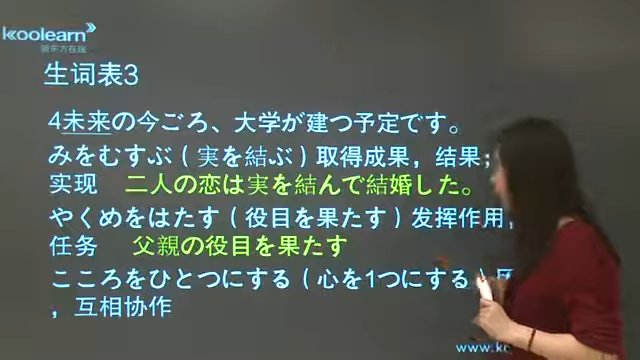 koolearn
新东方在线
生词表3
4未来の今ごろ、大学が建つ予定です。
みをむすぶ（実を結ぶ）取得成果，结果；
实现 二人の恋は実を結んで結婚した。
やくめをはたす（役目を果たす）发挥作用，
任务 父親の役目を果たす
こころをひとつにする（心を1つにする）
，互相协作
www.k